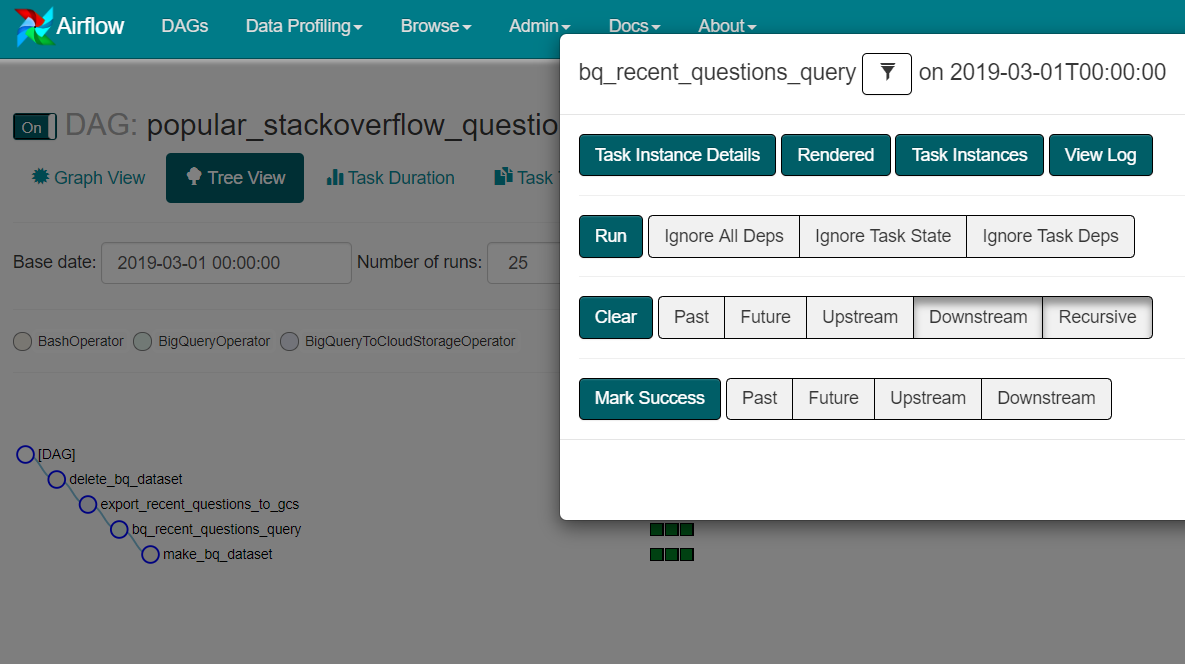 Airflow DAGs Data Profiling Browse Admin Docs About
bq_recent_questions_query on 2019-03-01T00:00:00
On DAG: popular_stackoverflow_questio
Task Instance Details Rendered Task Instances View Log
Graph View Tree View Task Duration Task
Run Ignore All Deps Ignore Task State Ignore Task Deps
Base date: 2019-03-01 00:00:00 Number of runs: 25
Clear Past Future Upstream Downstream Recursive
BashOperator BigQueryOperator BigQueryToCloudStorageOperator
Mark Success Past Future Upstream Downstream
[DAG]
delete_bq_dataset
export_recent_questions_to_gcs
bq_recent_questions_query
make_bq_dataset